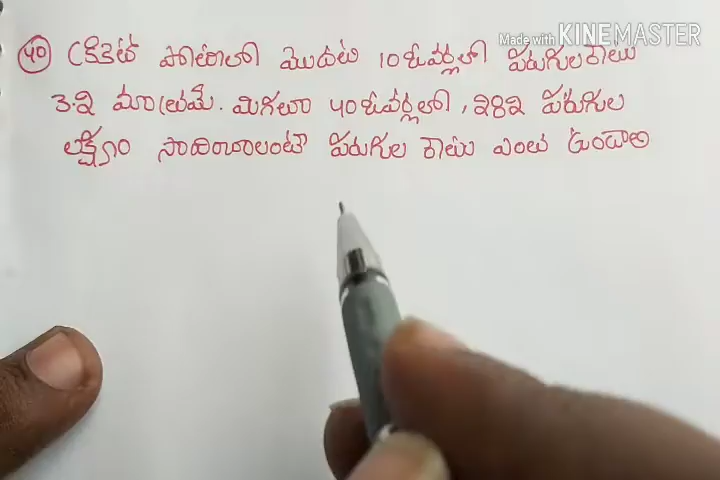 Made with KINEMASTER
40 క్రికెట్ పోటీలో మొదటి 10 ఓవర్లలో పరుగుల రేటు
3.2 మాత్రమే. మిగతా 40 ఓవర్లలో, 282 పరుగుల
లక్ష్యం సాధించాలంటే పరుగుల రేటు ఎంత ఉండాలి